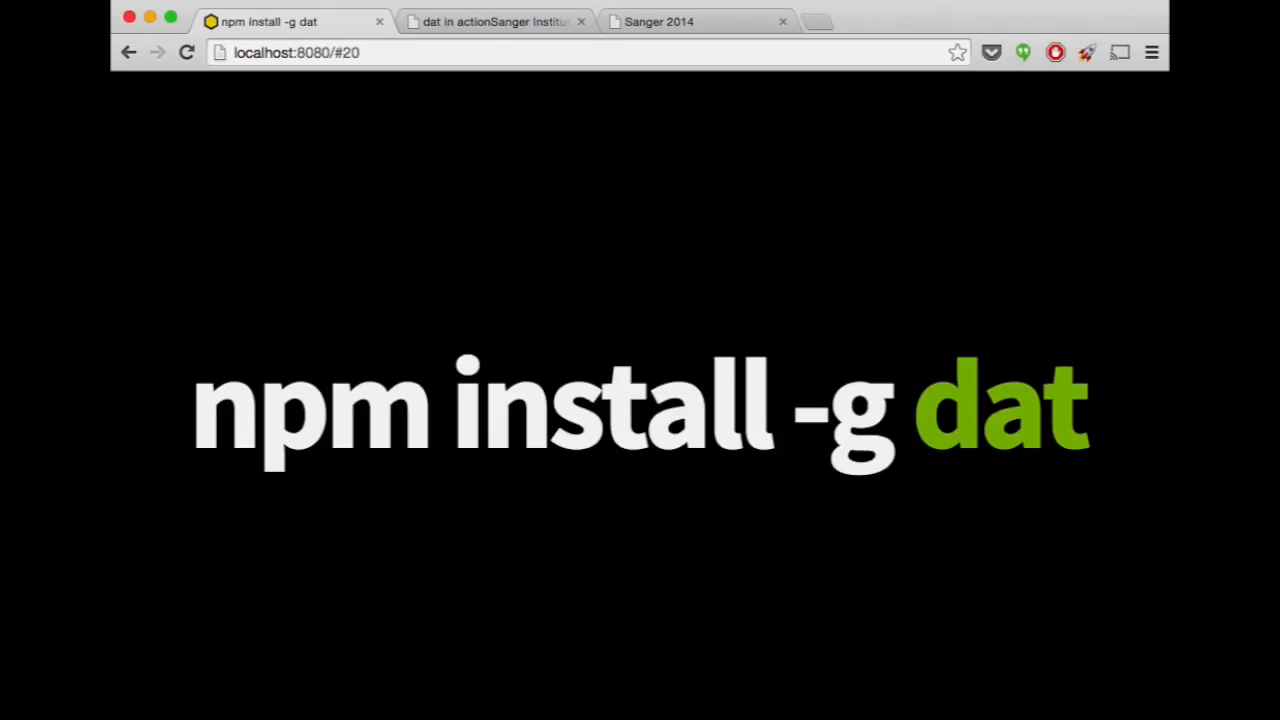 npm install -g dat
dat in actionSanger Institu
Sanger 2014
localhost:8080/#20
npm install -g dat